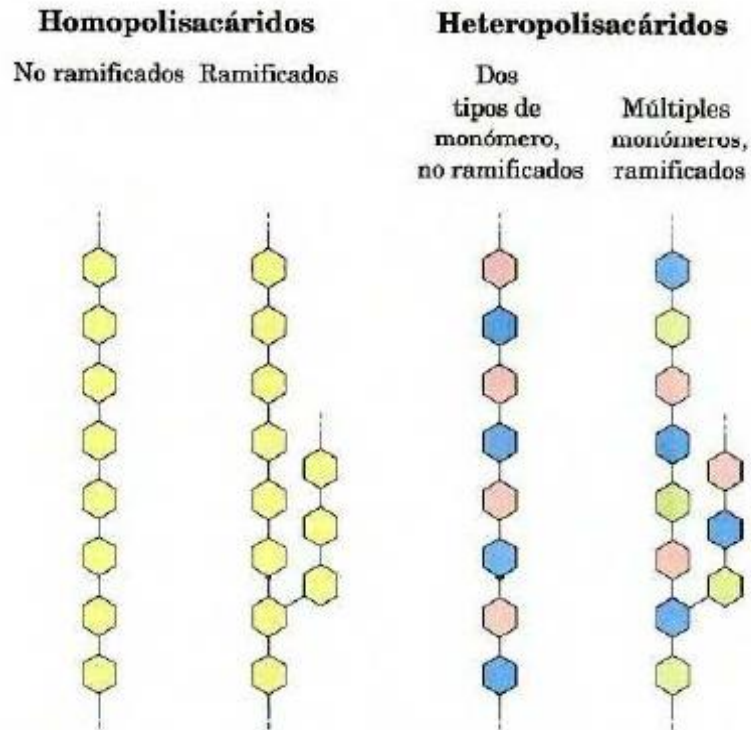 Homopolisacáridos
No ramificados Ramificados
Heteropolisacáridos
Dos
tipos de
monómero,
no ramificados
Múltiples
monómeros,
ramificados